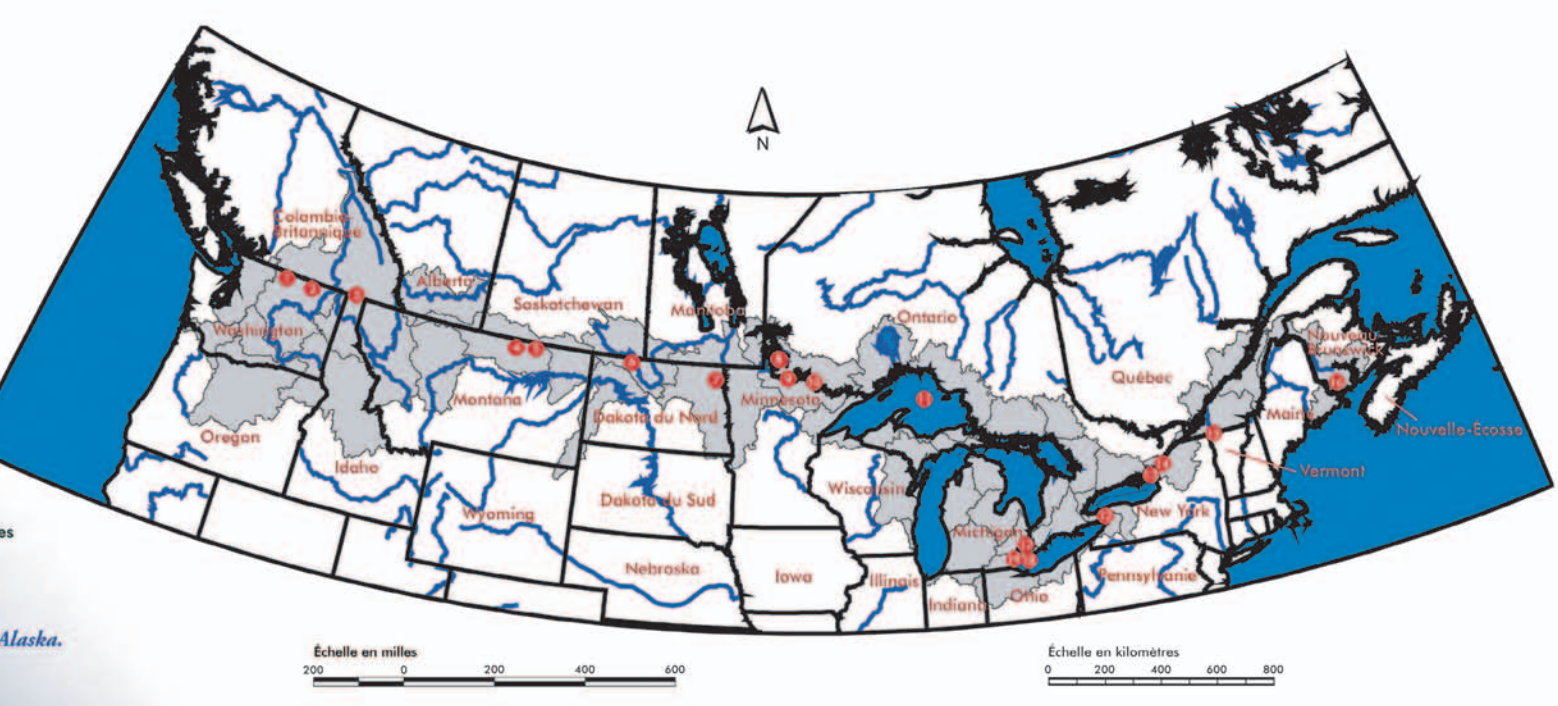 N
Colombie-
Britannique
Alberta
Saskatchewan
Manitoba
Ontario
Québec
Nouveau-
Brunswick
Washington
Montana
Dakota du Nord
Minnesota
Maine
Nouvelle-Écosse
Oregon
Idaho
Vermont
Wyoming
Dakota du Sud
Wisconsin
Michigan
New York
Nebraska
Iowa
Illinois
Indiana
Ohio
Pennsylvanie
es
Alaska.
Échelle en milles
200 0 200 400 600
Échelle en kilomètres
0 200 400 600 800